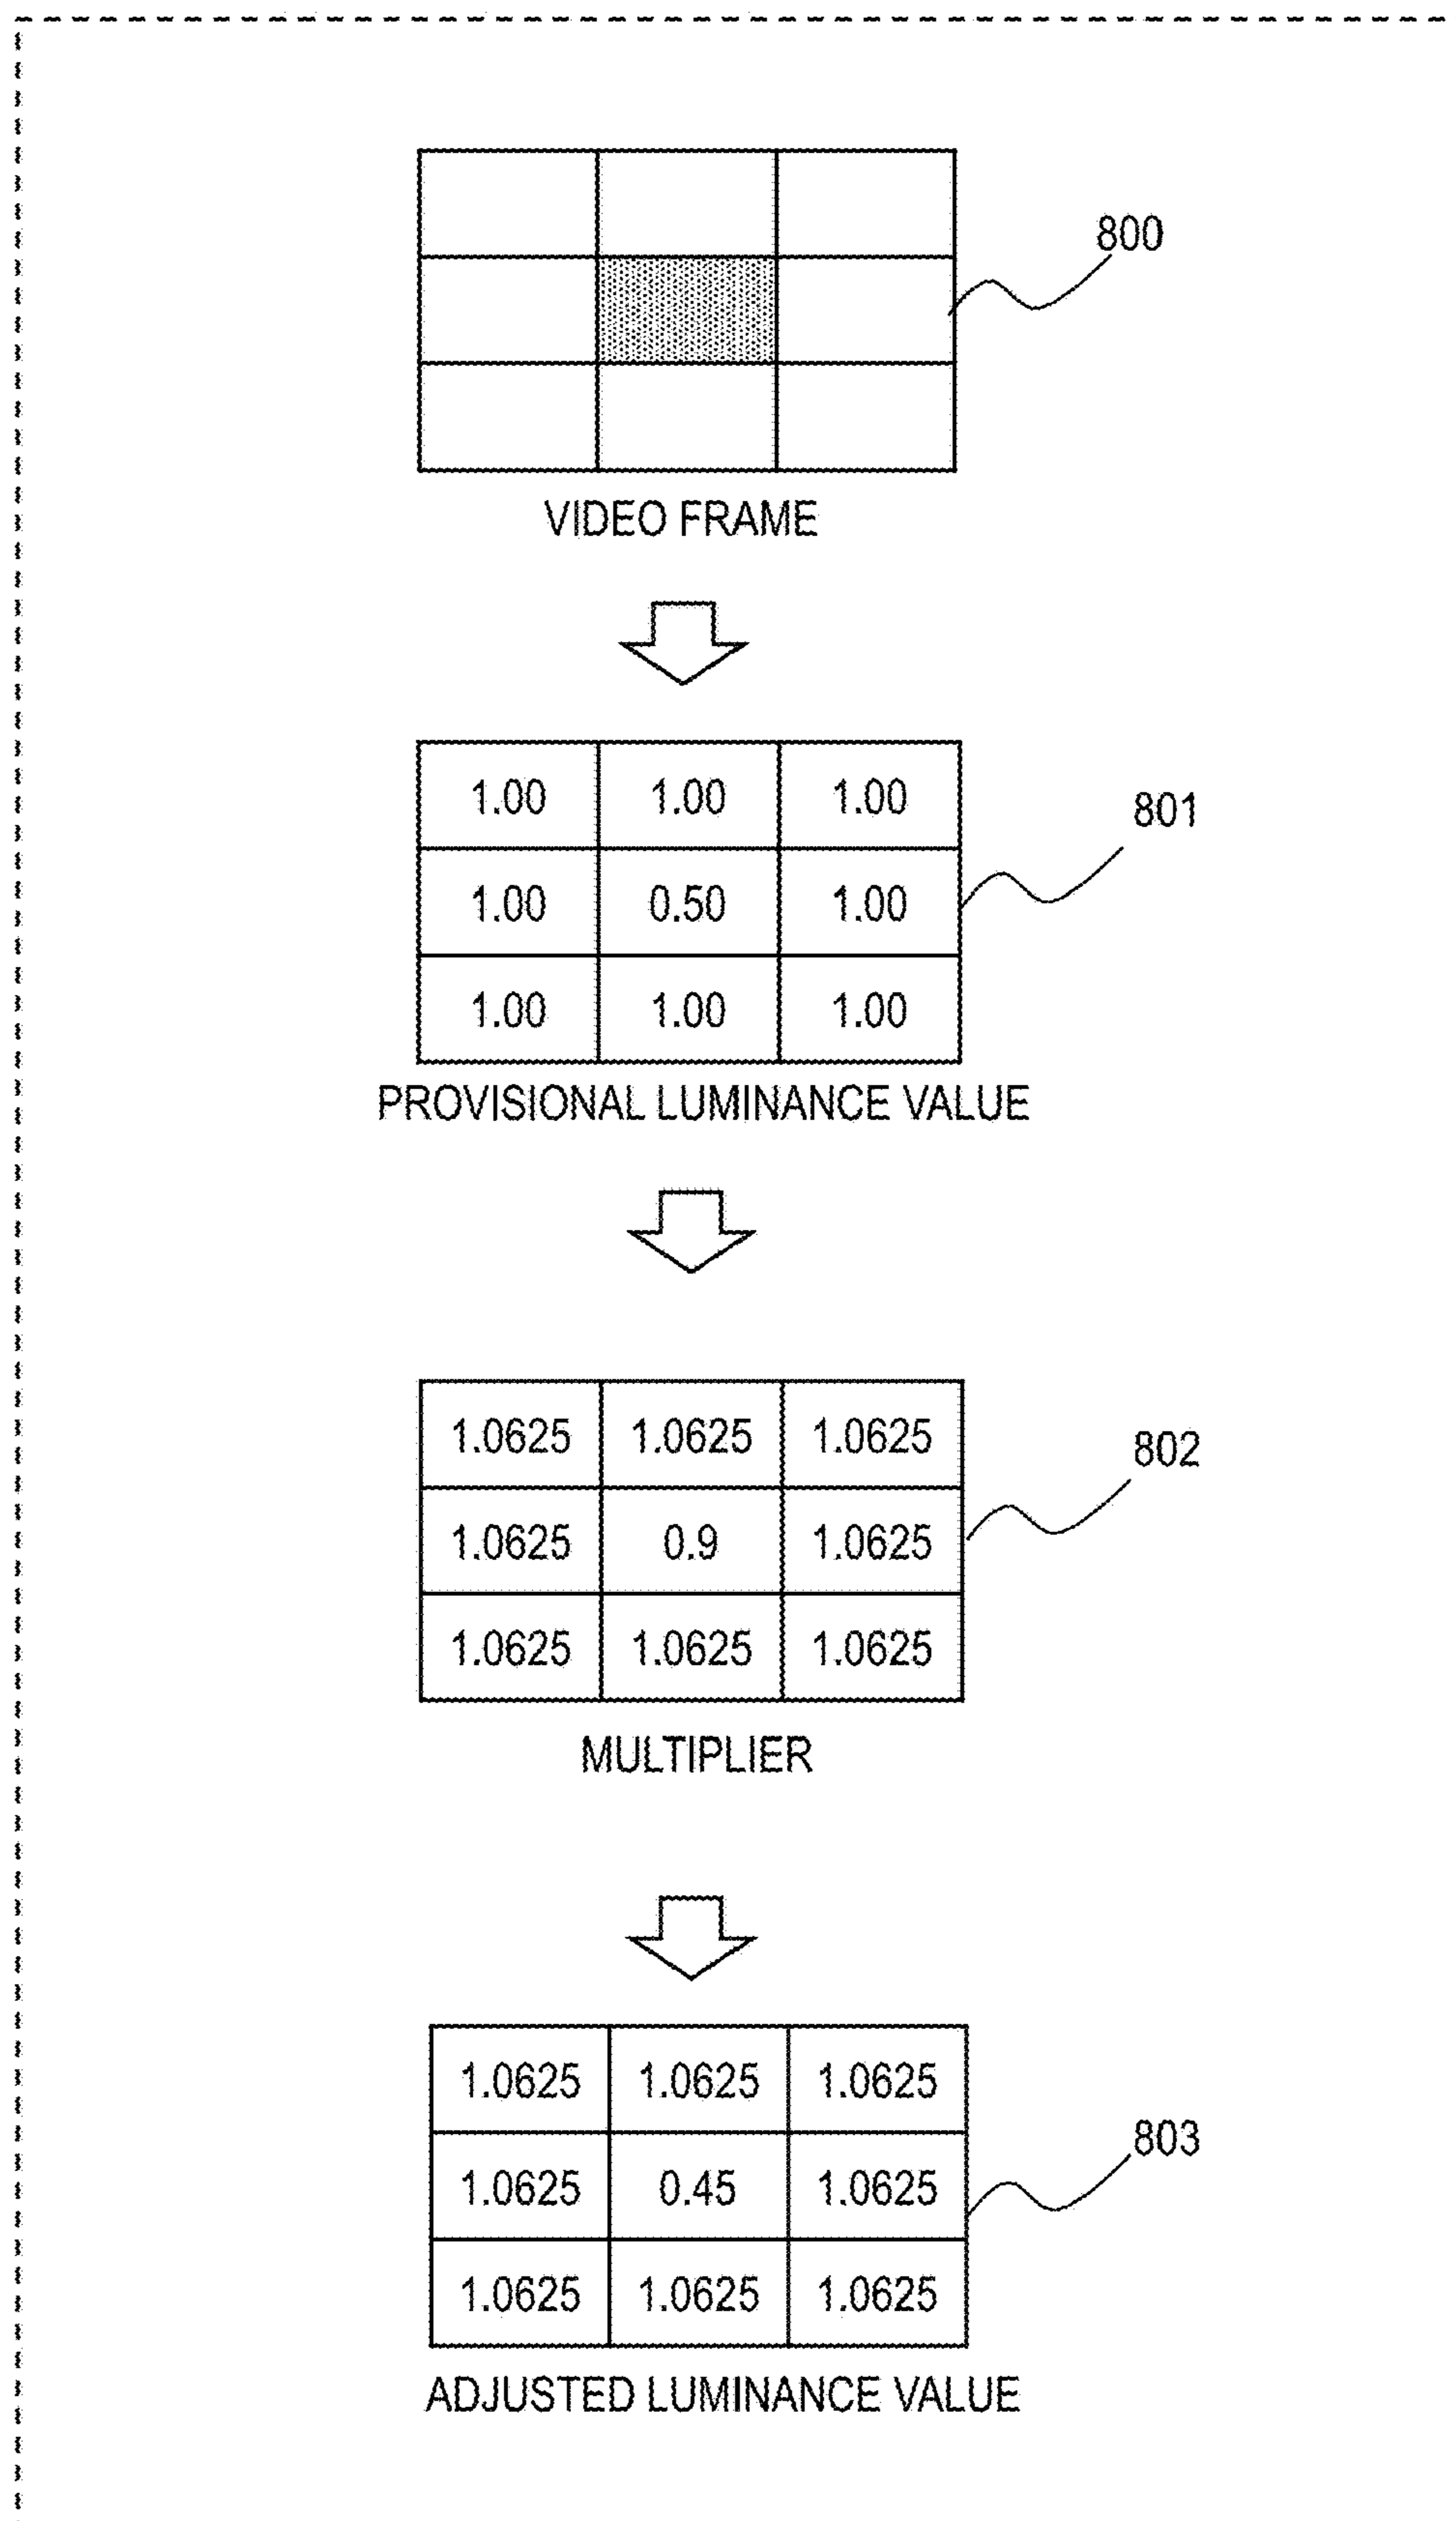 800
VIDEO FRAME
1.00 1.00 1.00
801
1.00 0.50 1.00
1.00 1.00 1.00
PROVISIONAL LUMINANCE VALUE
1.0625 1.0625 1.0625
802
1.0625 0.9 1.0625
1.0625 1.0625 1.0625
MULTIPLIER
1.0625 1.0625 1.0625
803
1.0625 0.45 1.0625
1.0625 1.0625 1.0625
ADJUSTED LUMINANCE VALUE